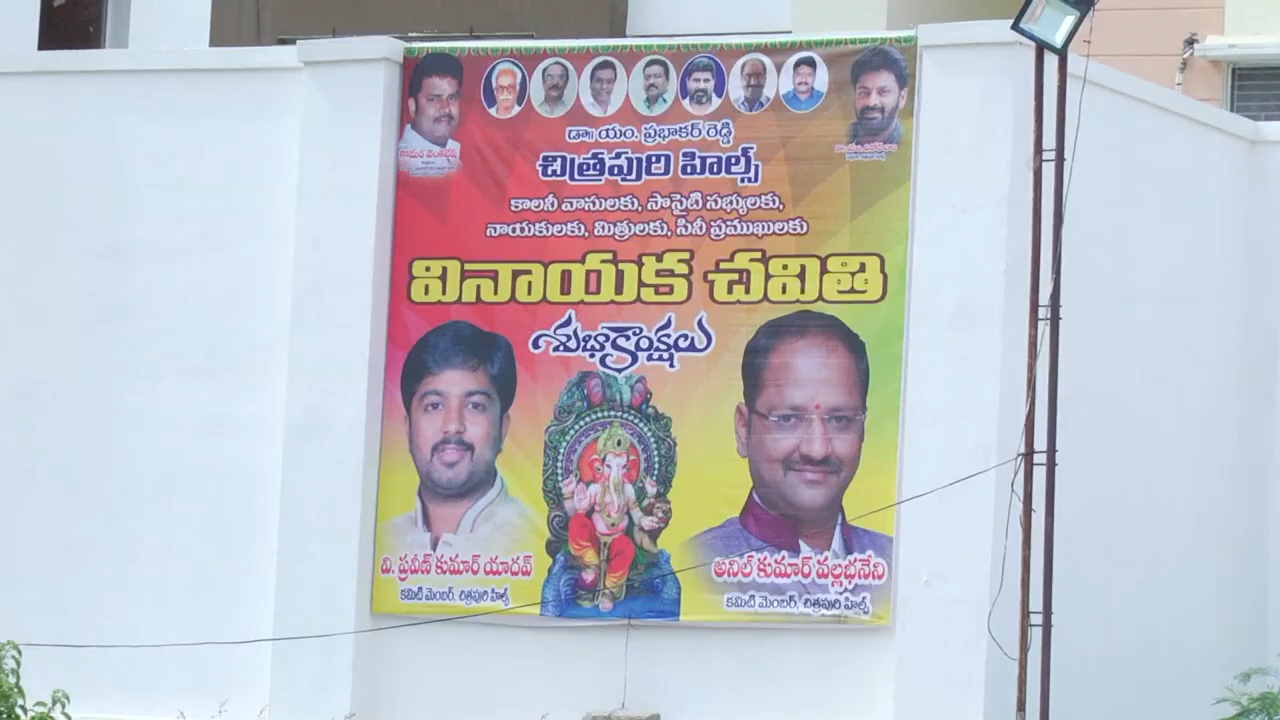 డా॥ యం. ప్రభాకర్ రెడ్డి
చిత్రపురి హిల్స్
కాలనీ వాసులకు, సొసైటి సభ్యులకు,
నాయకులకు, మిత్రులకు, సినీ ప్రముఖులకు
వినాయక చవితి
శుభాకాంక్షలు
వి. ప్రవీణ్ కుమార్ యాదవ్
కమిటీ మెంబర్, చిత్రపురి హిల్స్
అనిల్ కుమార్ వల్లభనేని
కమిటీ మెంబర్, చిత్రపురి హిల్స్